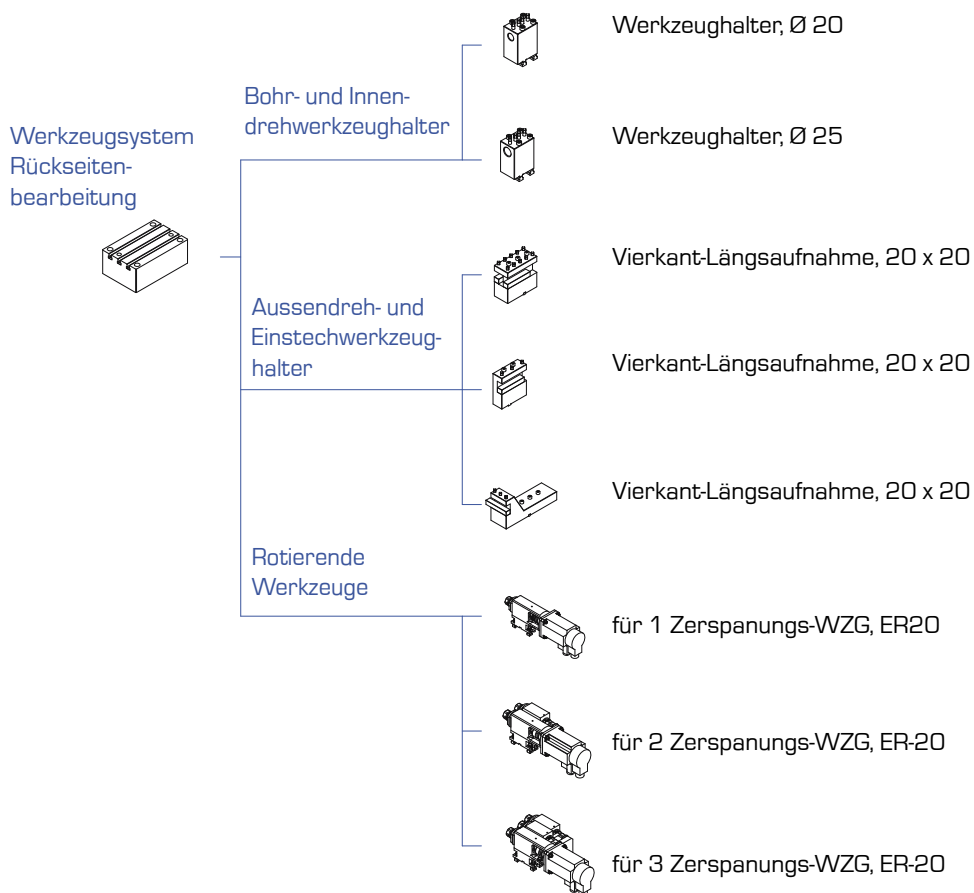 Werkzeugsystem
Rückseiten-
bearbeitung
Bohr- und Innen-
drehwerkzeughalter
Werkzeughalter, Ø 20
Werkzeughalter, Ø 25
Aussendreh- und
Einstechwerkzeug-
halter
Vierkant-Längsaufnahme, 20 x 20
Vierkant-Längsaufnahme, 20 x 20
Vierkant-Längsaufnahme, 20 x 20
Rotierende
Werkzeuge
für 1 Zerspanungs-WZG, ER20
für 2 Zerspanungs-WZG, ER-20
für 3 Zerspanungs-WZG, ER-20